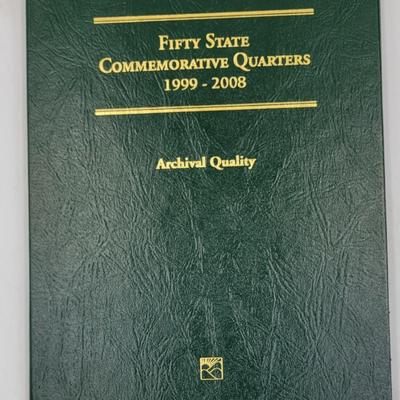 Fifty State
Commemorative Quarters
1999 - 2008
Archival Quality